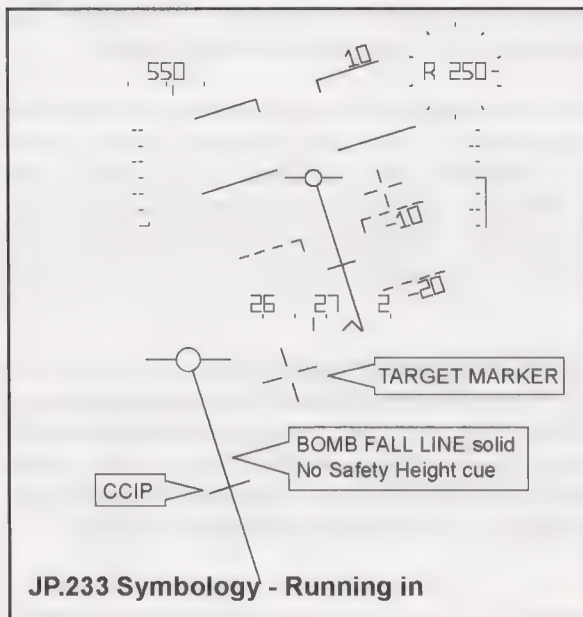 550
10
R 250-
-10
-20
26 27 2
TARGET MARKER
BOMB FALL LINE solid
No Safety Height cue
CCIP
JP.233 Symbology - Running in